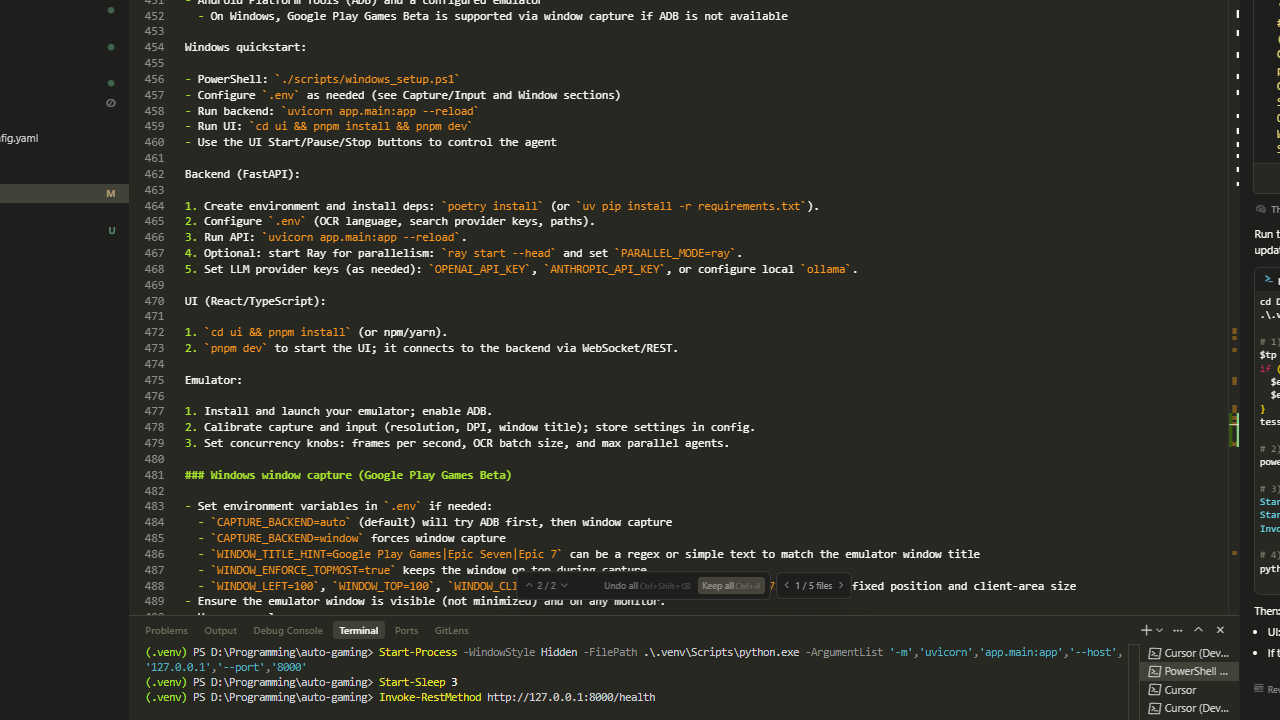 451 - Android Platform Tools (ADB) and a configured emulator
452 - On Windows, Google Play Games Beta is supported via window capture if ADB is not available
453
454 Windows quickstart:
455
456 - PowerShell: `./scripts/windows_setup.ps1`
457 - Configure `.env` as needed (see Capture/Input and Window sections)
458 - Run backend: `uvicorn app.main:app --reload`
459 - Run UI: `cd ui && pnpm install && pnpm dev`
460 - Use the UI Start/Pause/Stop buttons to control the agent
461
462 Backend (FastAPI):
463
464 1. Create environment and install deps: `poetry install` (or `uv pip install -r requirements.txt`).
465 2. Configure `.env` (OCR language, search provider keys, paths).
466 3. Run API: `uvicorn app.main:app --reload`.
467 4. Optional: start Ray for parallelism: `ray start --head` and set `PARALLEL_MODE=ray`.
468 5. Set LLM provider keys (as needed): `OPENAI_API_KEY`, `ANTHROPIC_API_KEY`, or configure local `ollama`.
469
470 UI (React/TypeScript):
471
472 1. `cd ui && pnpm install` (or npm/yarn).
473 2. `pnpm dev` to start the UI; it connects to the backend via WebSocket/REST.
474
475 Emulator:
476
477 1. Install and launch your emulator; enable ADB.
478 2. Calibrate capture and input (resolution, DPI, window title); store settings in config.
479 3. Set concurrency knobs: frames per second, OCR batch size, and max parallel agents.
480
481 ### Windows window capture (Google Play Games Beta)
482
483 - Set environment variables in `.env` if needed:
484 - `CAPTURE_BACKEND=auto` (default) will try ADB first, then window capture
485 - `CAPTURE_BACKEND=window` forces window capture
486 - `WINDOW_TITLE_HINT=Google Play Games|Epic Seven|Epic 7` can be a regex or simple text to match the emulator window title
487 - `WINDOW_ENFORCE_TOPMOST=true` keeps the window on top during capture
488 - `WINDOW_LEFT=100`, `WINDOW_TOP=100`, `WINDOW_CLI fixed position and client-area size
489 - Ensure the emulator window is visible (not minimized) and on any monitor.
2 / 2 Undo all Ctrl+Shift+⌫ Keep all Ctrl+⏎ 1 / 5 files
fig.yaml
M
U
Problems Output Debug Console Terminal Ports GitLens
(.venv) PS D:\Programming\auto-gaming> Start-Process -WindowStyle Hidden -FilePath .\.venv\Scripts\python.exe -ArgumentList '-m','uvicorn','app.main:app','--host',
'127.0.0.1','--port','8000'
(.venv) PS D:\Programming\auto-gaming> Start-Sleep 3
(.venv) PS D:\Programming\auto-gaming> Invoke-RestMethod http://127.0.0.1:8000/health
Cursor (Dev...
PowerShell ...
Cursor
Cursor (Dev...
Th
Run t
updat
cd D
.\.v
# 1)
$tp
if (
$e
$e
}
tess
# 2)
powe
# 3)
Star
Star
Invo
# 4)
pyth
Then:
UI:
If t
Rev